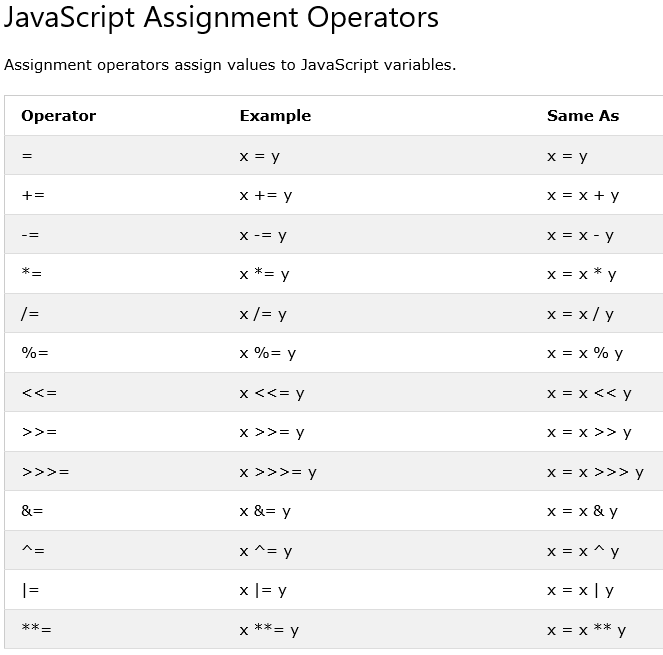 JavaScript Assignment Operators
Assignment operators assign values to JavaScript variables.
Operator Example Same As
= x = y x = y
+= x += y x = x + y
-= x -= y x = x - y
*= x *= y x = x * y
/= x /= y x = x / y
%= x %= y x = x % y
<<= x <<= y x = x << y
>>= x >>= y x = x >> y
>>>= x >>>= y x = x >>> y
&= x &= y x = x & y
^= x ^= y x = x ^ y
|= x |= y x = x | y
**= x **= y x = x ** y